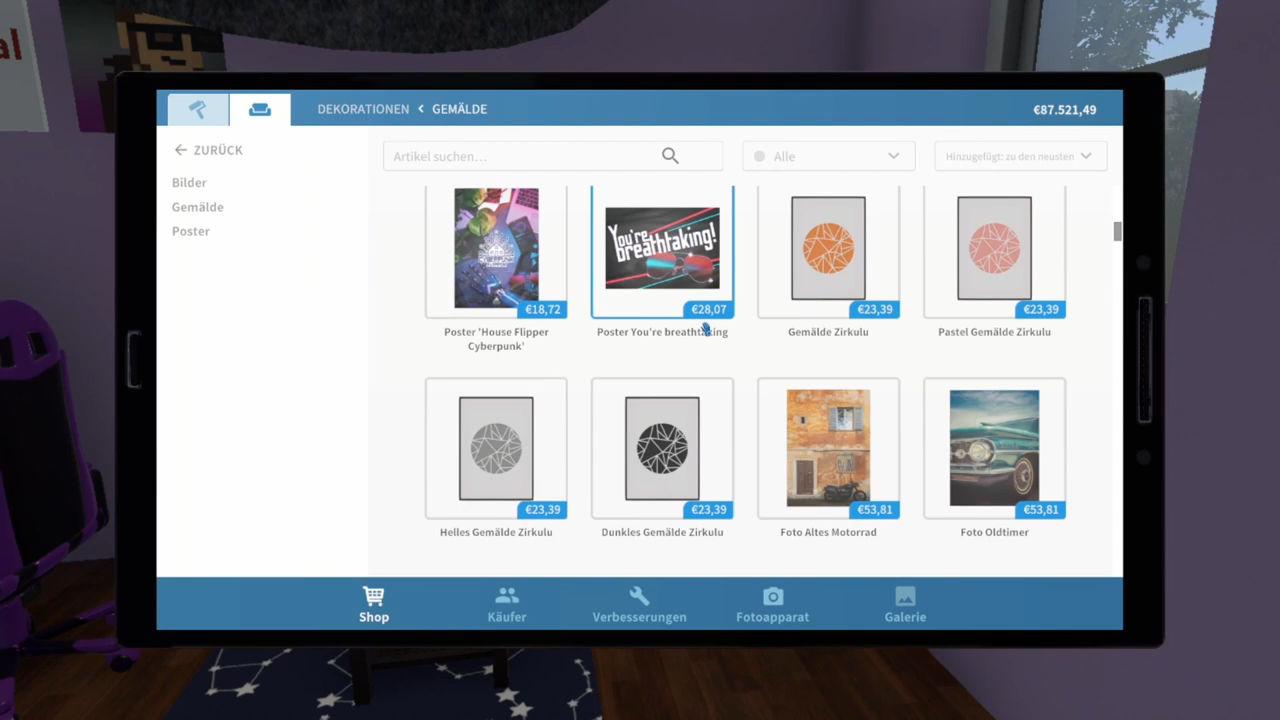 al
DEKORATIONEN < GEMÄLDE
€87.521,49
ZURÜCK
Artikel suchen...
Alle
Hinzugefügt: zu den neusten
Bilder
Gemälde
Poster
You're breathtaking!
€18,72
€28,07
€23,39
€23,39
Poster 'House Flipper
Cyberpunk'
Poster You're breathtaking
Gemälde Zirkulu
Pastel Gemälde Zirkulu
€23,39
€23,39
€53,81
€53,81
Helles Gemälde Zirkulu
Dunkles Gemälde Zirkulu
Foto Altes Motorrad
Foto Oldtimer
Shop
Käufer
Verbesserungen
Fotoapparat
Galerie